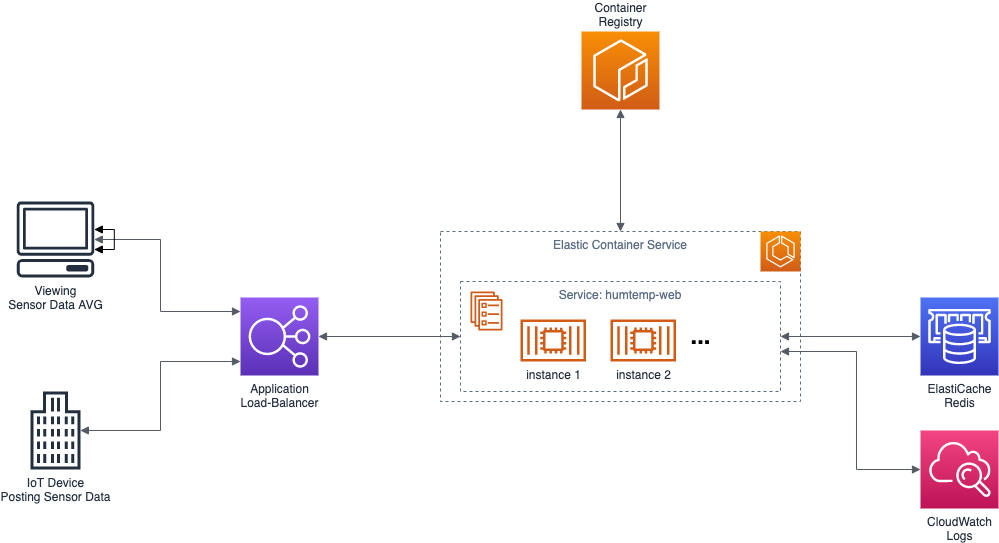 Container
Registry
Elastic Container Service
Service: humtemp-web
instance 1
instance 2
...
Viewing
Sensor Data AVG
Application
Load-Balancer
IoT Device
Posting Sensor Data
ElastiCache
Redis
CloudWatch
Logs